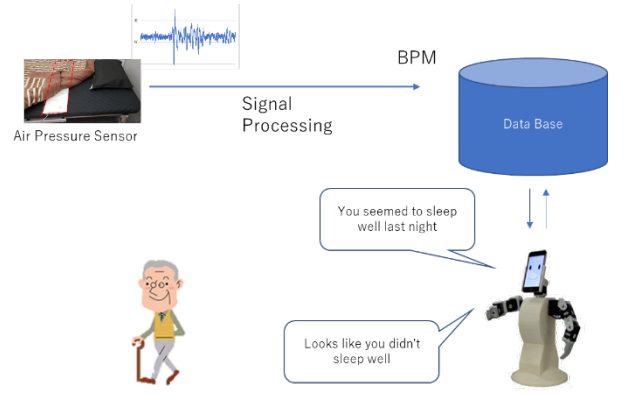 BPM
Signal
Processing
Air Pressure Sensor
Data Base
You seemed to sleep
well last night
Looks like you didn't
sleep well